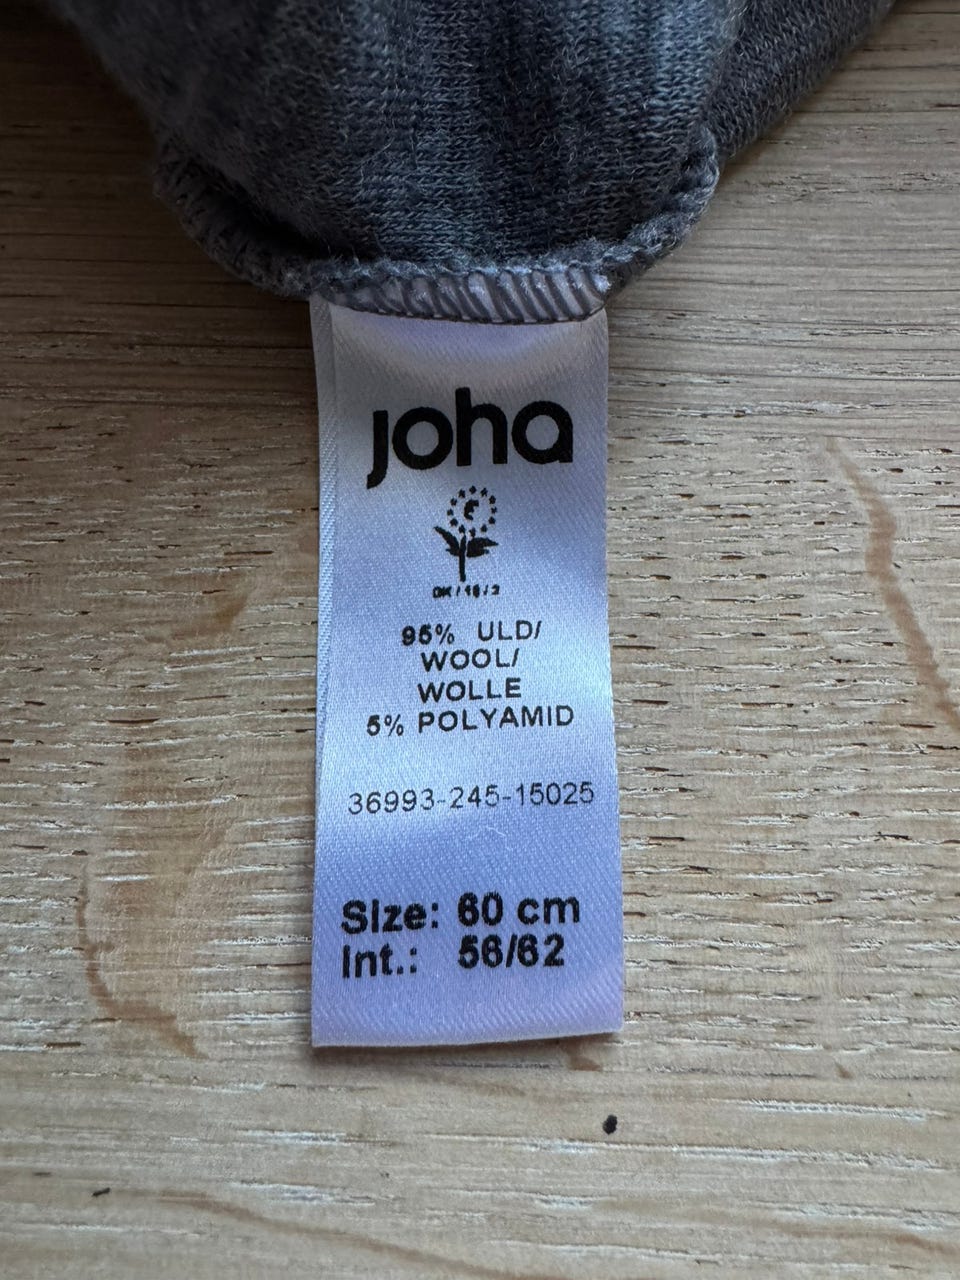 joha
DK/16/2
95% ULD/
WOOL/
WOLLE
5% POLYAMID
36993-245-15025
Size: 60 cm
Int.: 56/62